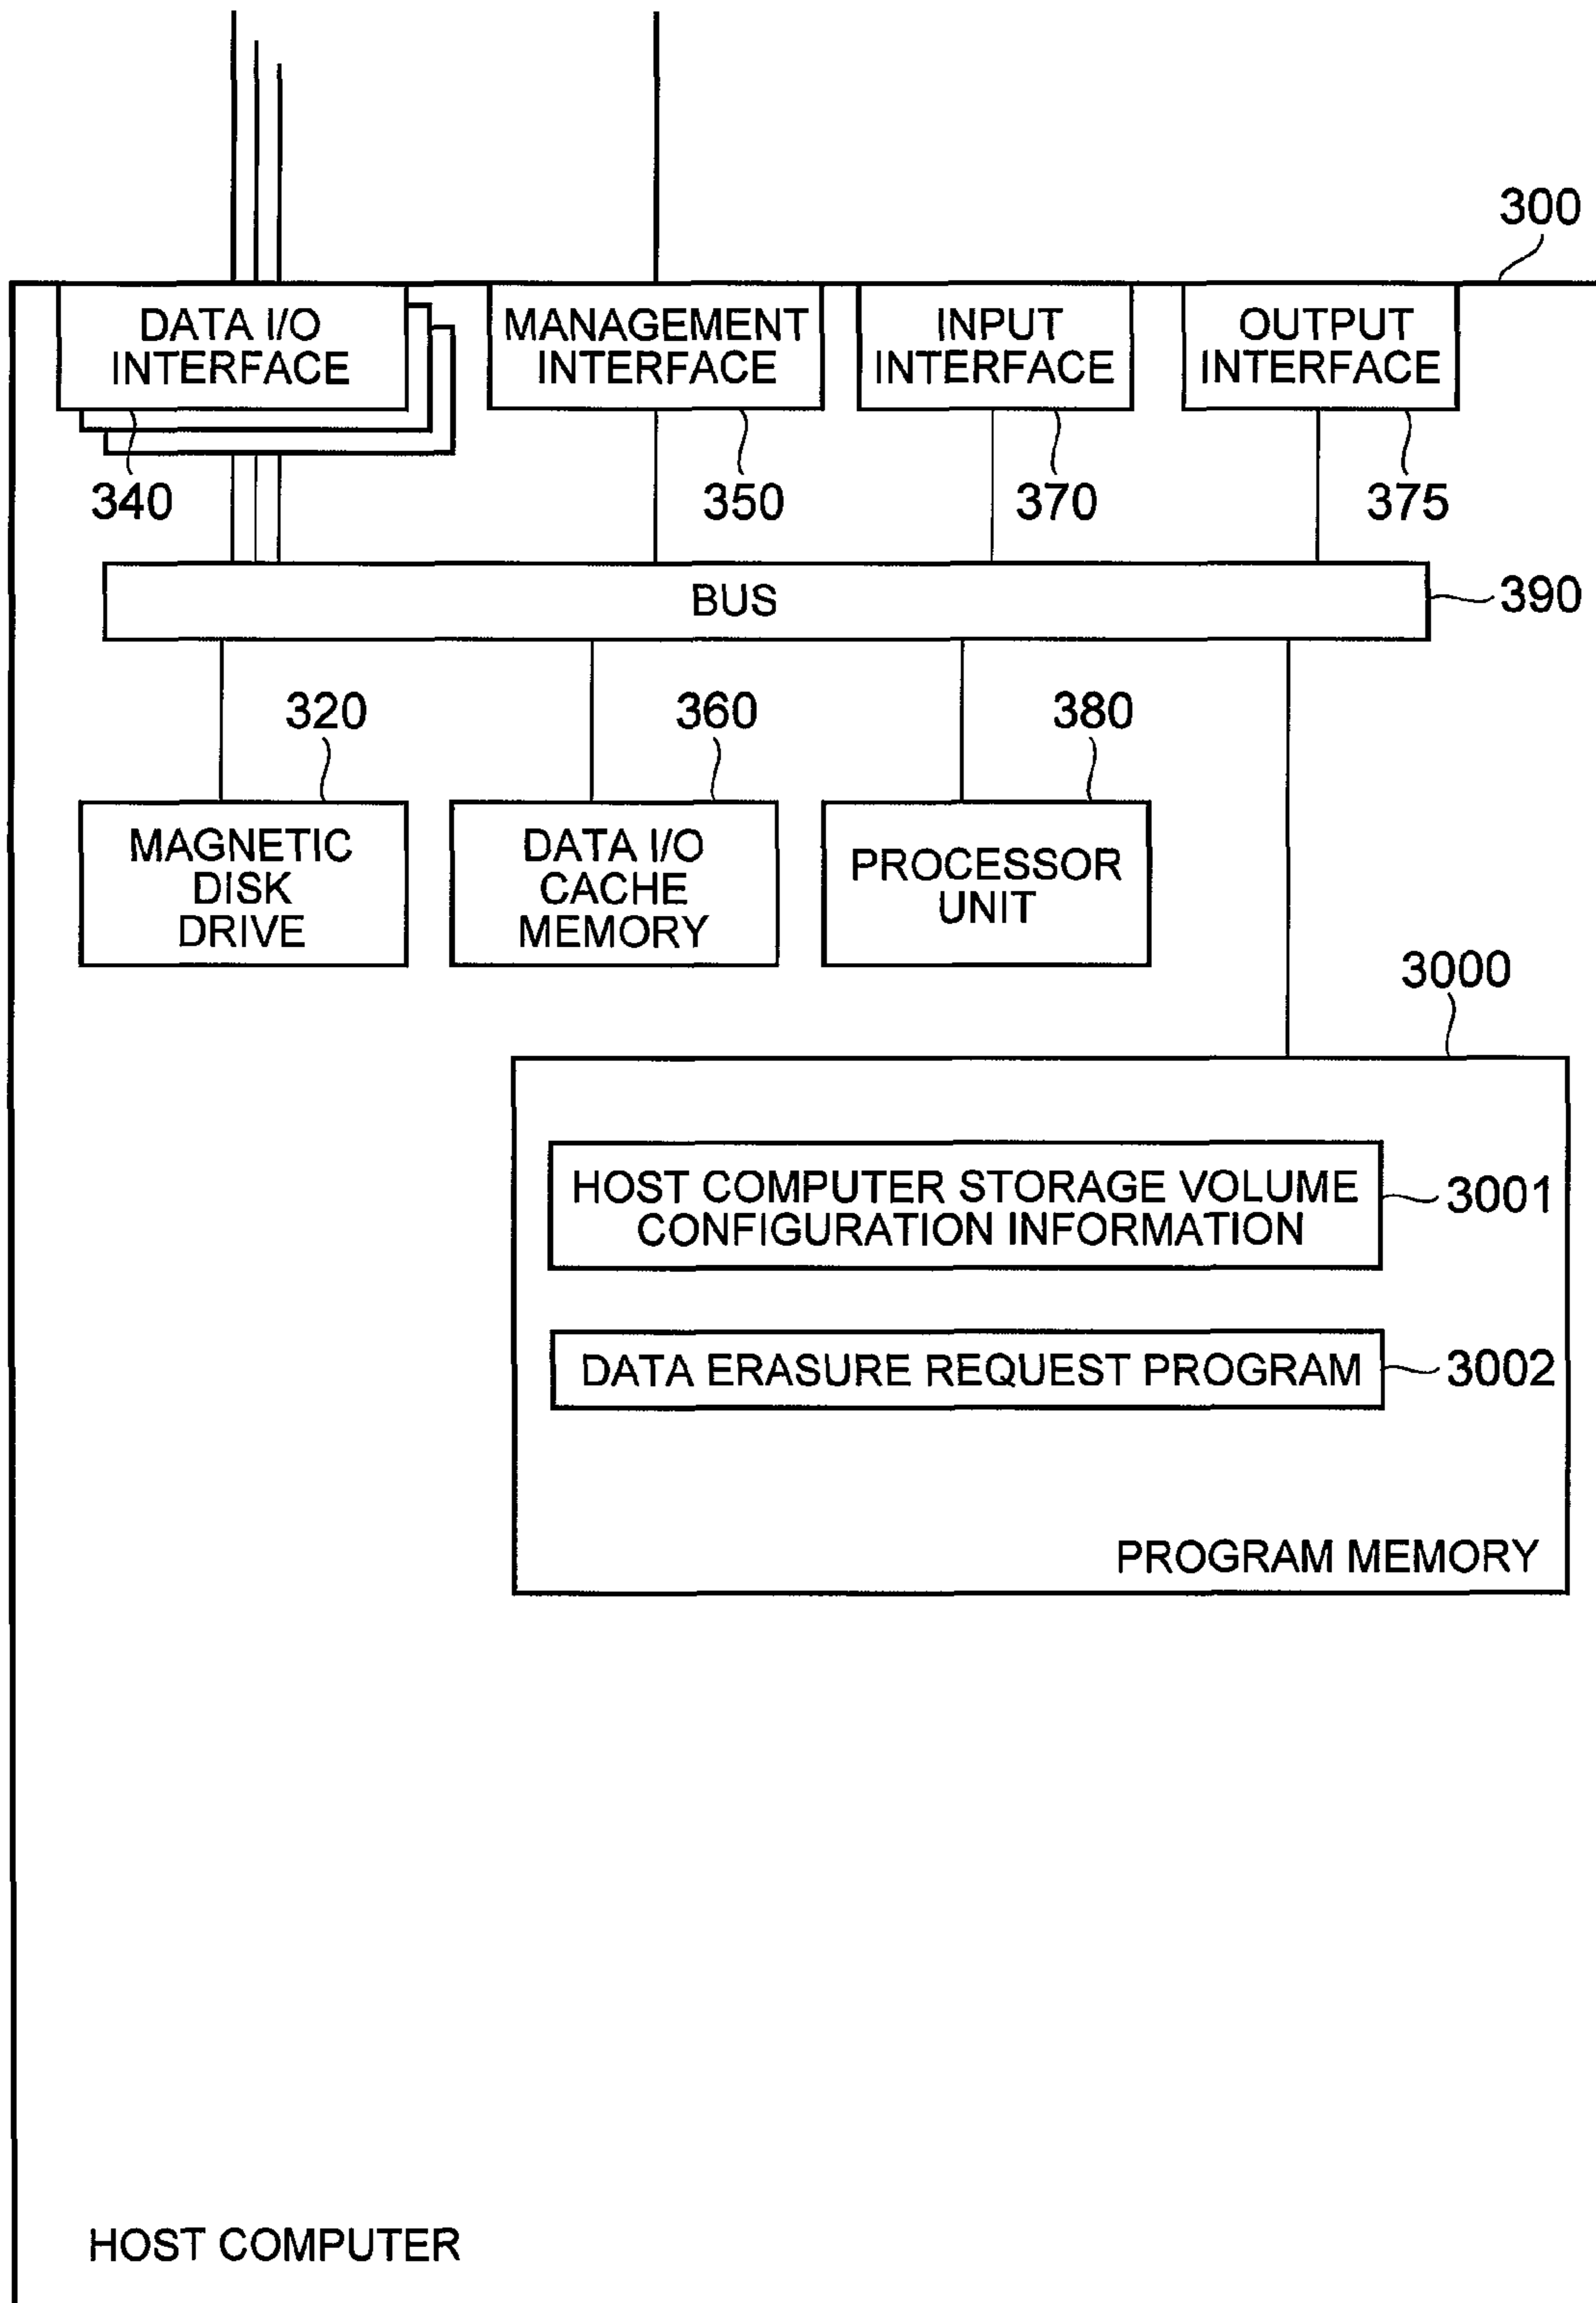 300
DATA I/O
INTERFACE
MANAGEMENT
INTERFACE
INPUT
INTERFACE
OUTPUT
INTERFACE
340
350
370
375
BUS
390
320
360
380
MAGNETIC
DISK
DRIVE
DATA I/O
CACHE
MEMORY
PROCESSOR
UNIT
3000
HOST COMPUTER STORAGE VOLUME
CONFIGURATION INFORMATION
3001
DATA ERASURE REQUEST PROGRAM
3002
PROGRAM MEMORY
HOST COMPUTER